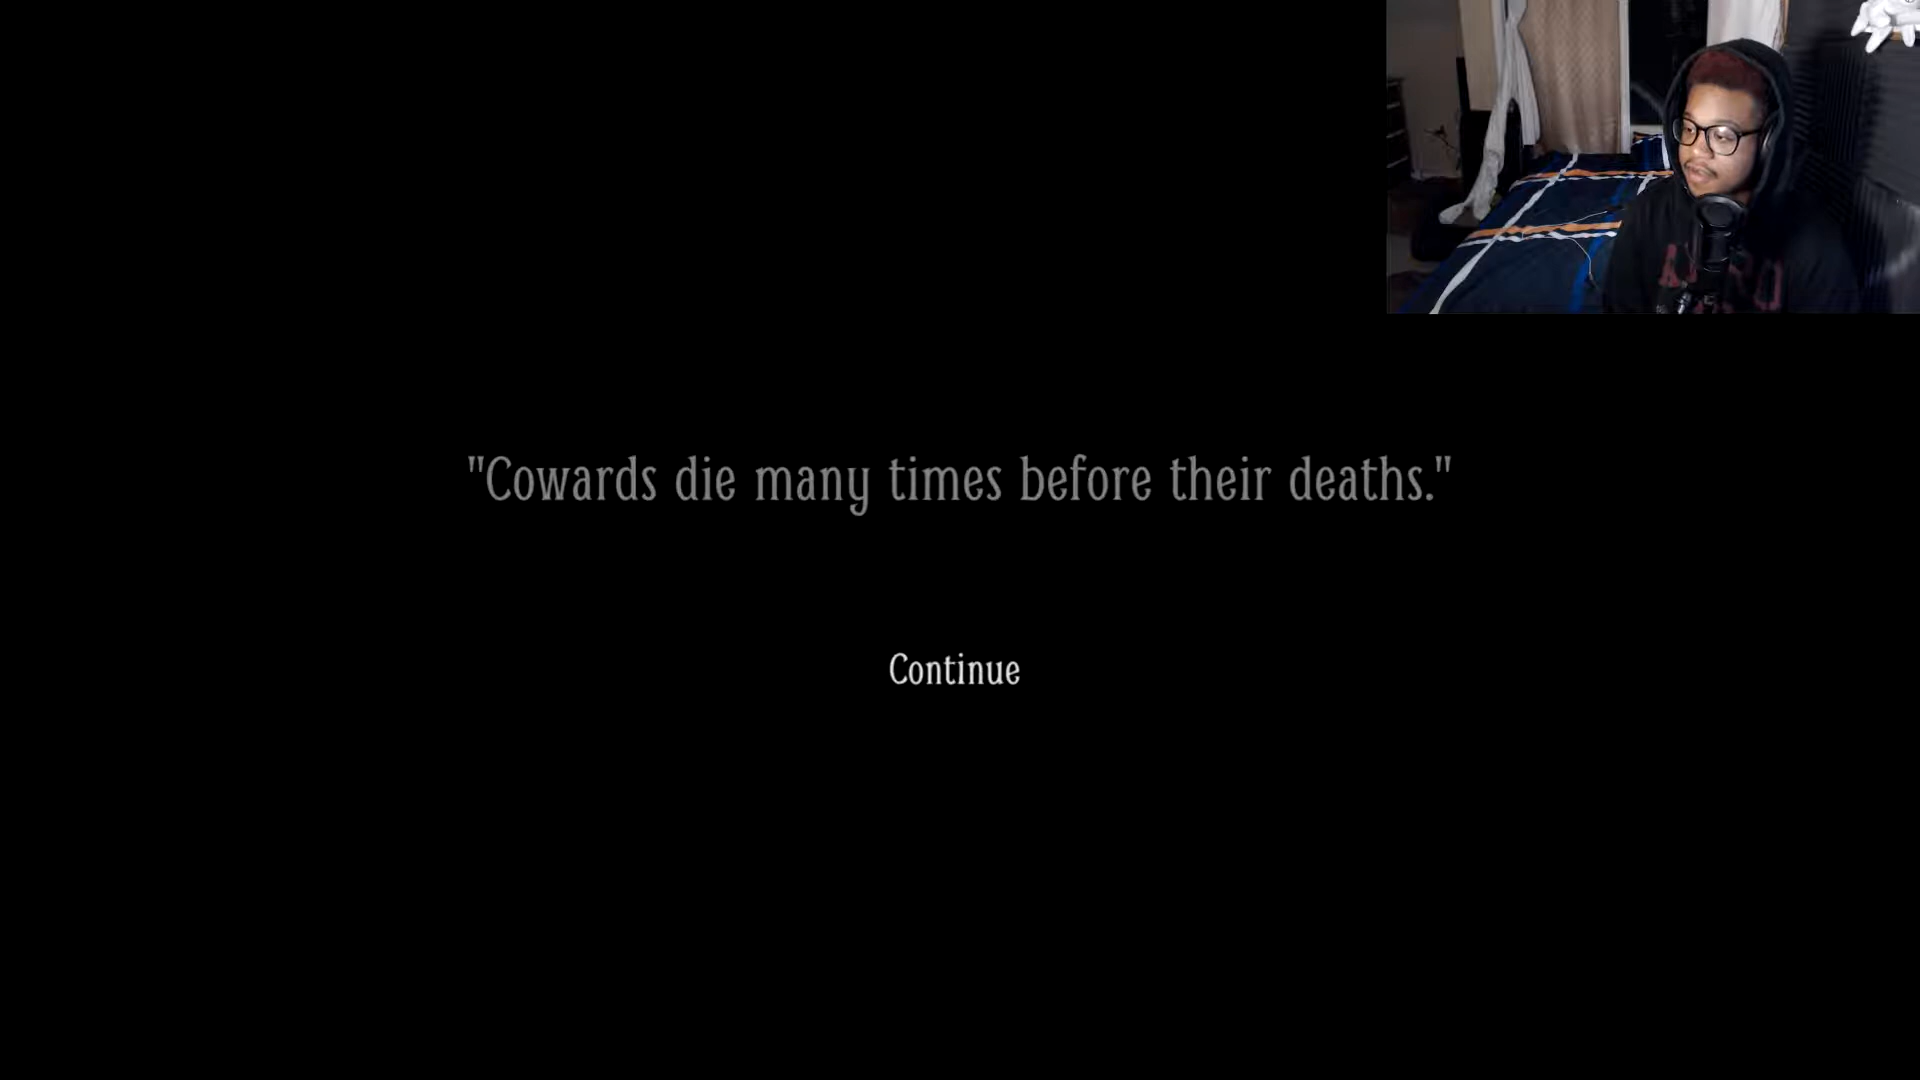 "Cowards die many times before their deaths."
Continue